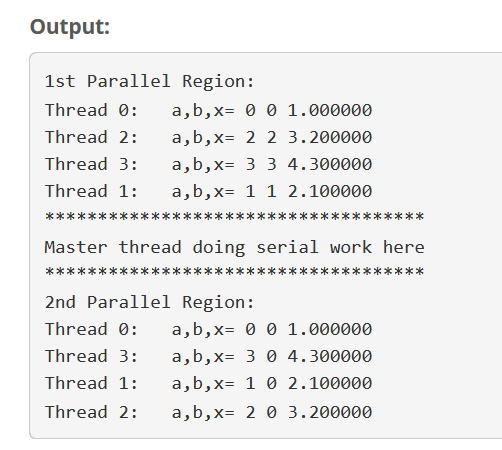 Output:
1st Parallel Region:
Thread 0:   a,b,x= 0 0 1.000000
Thread 2:   a,b,x= 2 2 3.200000
Thread 3:   a,b,x= 3 3 4.300000
Thread 1:   a,b,x= 1 1 2.100000
************************************
Master thread doing serial work here
************************************
2nd Parallel Region:
Thread 0:   a,b,x= 0 0 1.000000
Thread 3:   a,b,x= 3 0 4.300000
Thread 1:   a,b,x= 1 0 2.100000
Thread 2:   a,b,x= 2 0 3.200000